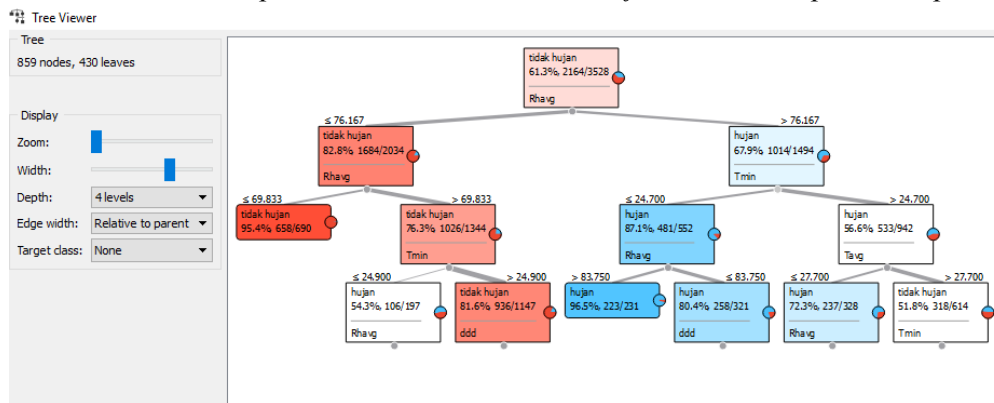 Tree Viewer
Tree
859 nodes, 430 leaves
Display
Zoom:
Width:
Depth: 4 levels
Edge width: Relative to parent
Target class: None
tidak hujan
61.3%, 2164/3528
Rhavg
≤ 76.167
> 76.167
tidak hujan
82.8%, 1684/2034
Rhavg
hujan
67.9%, 1014/1494
Tmin
≤ 69.833
> 69.833
≤ 24.700
> 24.700
tidak hujan
95.4%, 658/690
tidak hujan
76.3%, 1026/1344
Tmin
hujan
87.1%, 481/552
Rhavg
hujan
56.6%, 533/942
Tavg
≤ 24.900
> 24.900
> 83.750
≤ 83.750
≤ 27.700
> 27.700
hujan
54.3%, 106/197
Rhavg
tidak hujan
81.6%, 936/1147
ddd
hujan
96.5%, 223/231
hujan
80.4%, 258/321
ddd
hujan
72.3%, 237/328
Rhavg
tidak hujan
51.8%, 318/614
Tmin